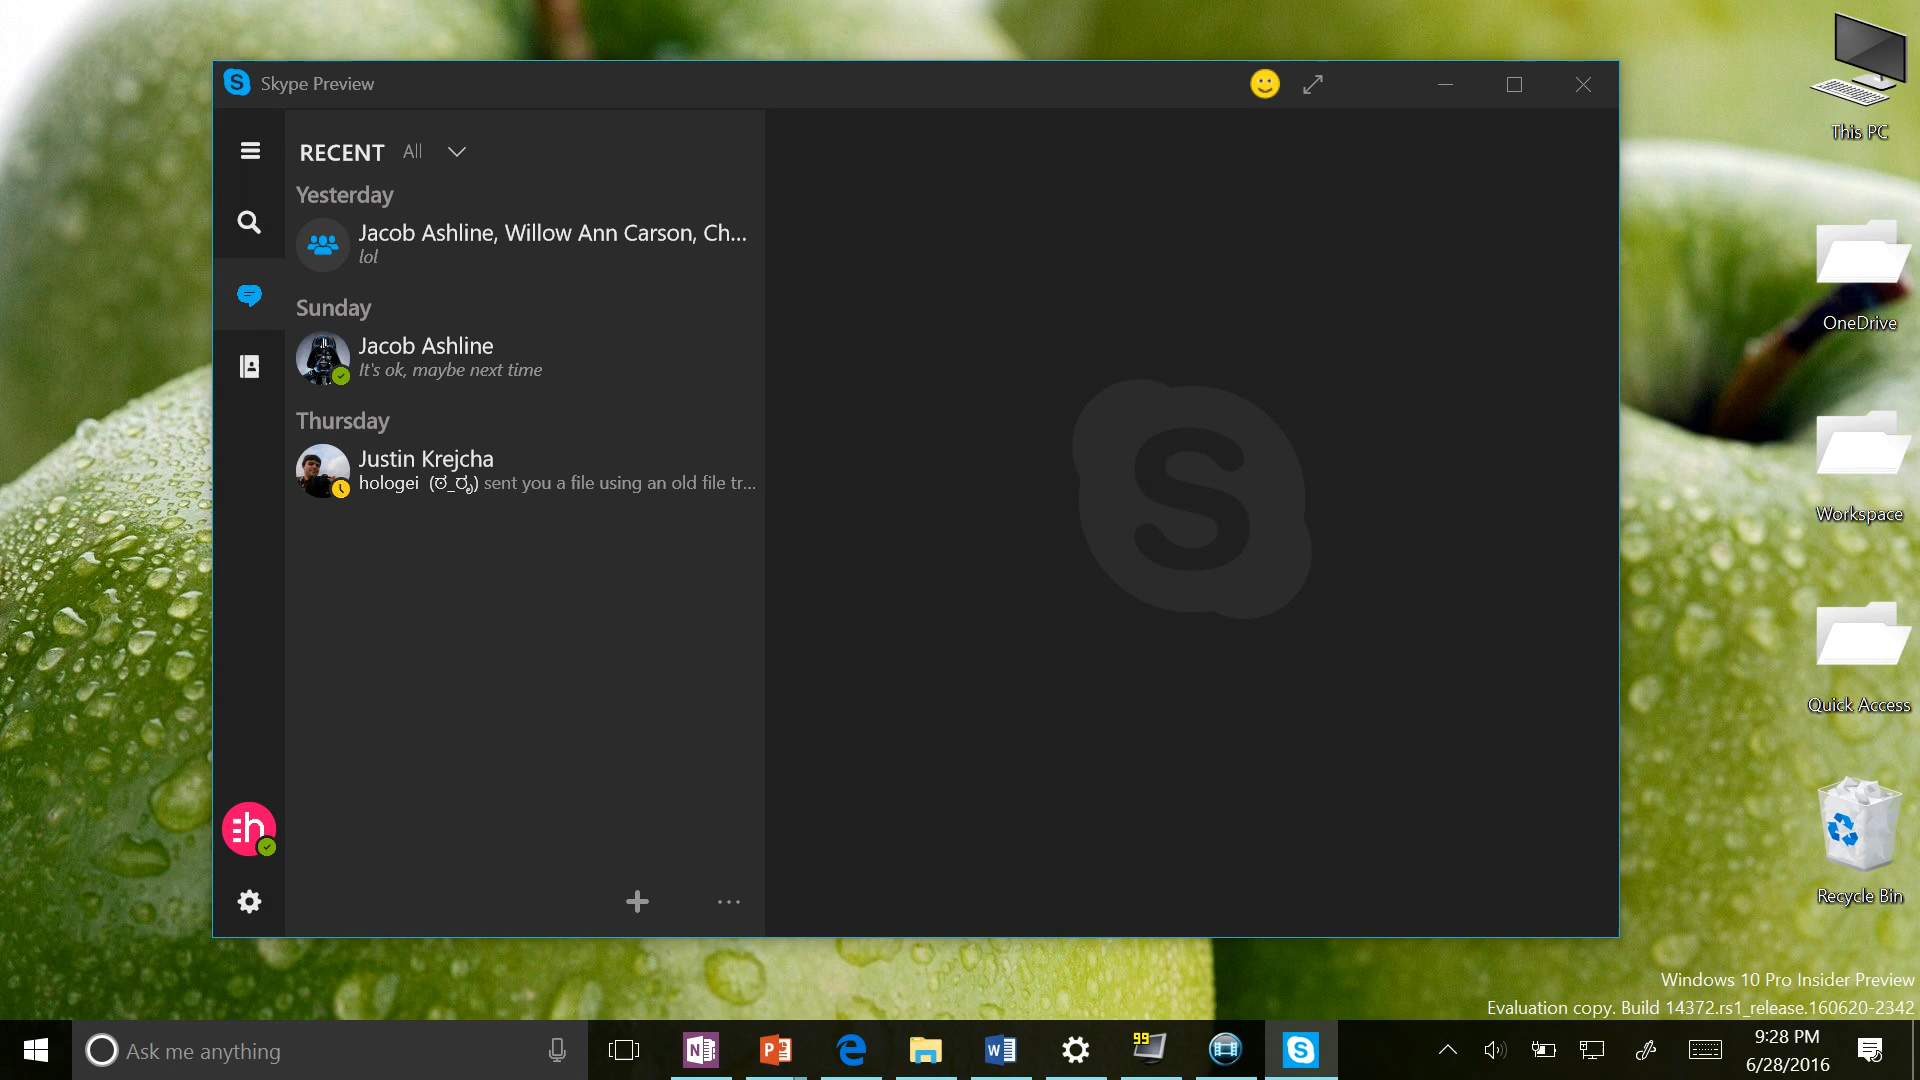 Skype Preview
RECENT All
Yesterday
Jacob Ashline, Willow Ann Carson, Ch...
lol
Sunday
Jacob Ashline
It's ok, maybe next time
Thursday
Justin Krejcha
hologei (ಠ_ಠೃ) sent you a file using an old file tr...
This PC
OneDrive
Workspace
Quick Access
Recycle Bin
Windows 10 Pro Insider Preview
Evaluation copy. Build 14372.rs1_release.160620-2342
Ask me anything
99
9:28 PM
6/28/2016